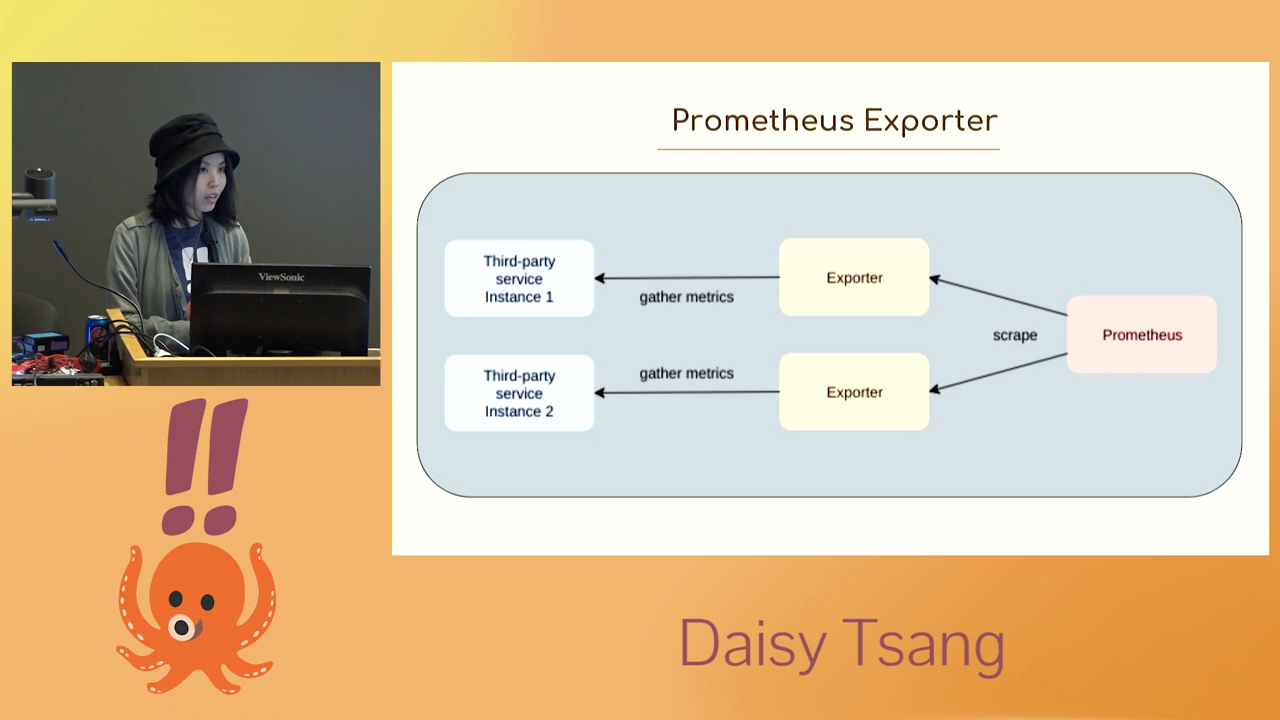 ViewSonic
Prometheus Exporter
Third-party
service
Instance 1
gather metrics
Exporter
scrape
Prometheus
Third-party
service
Instance 2
gather metrics
Exporter
!!
Daisy Tsang